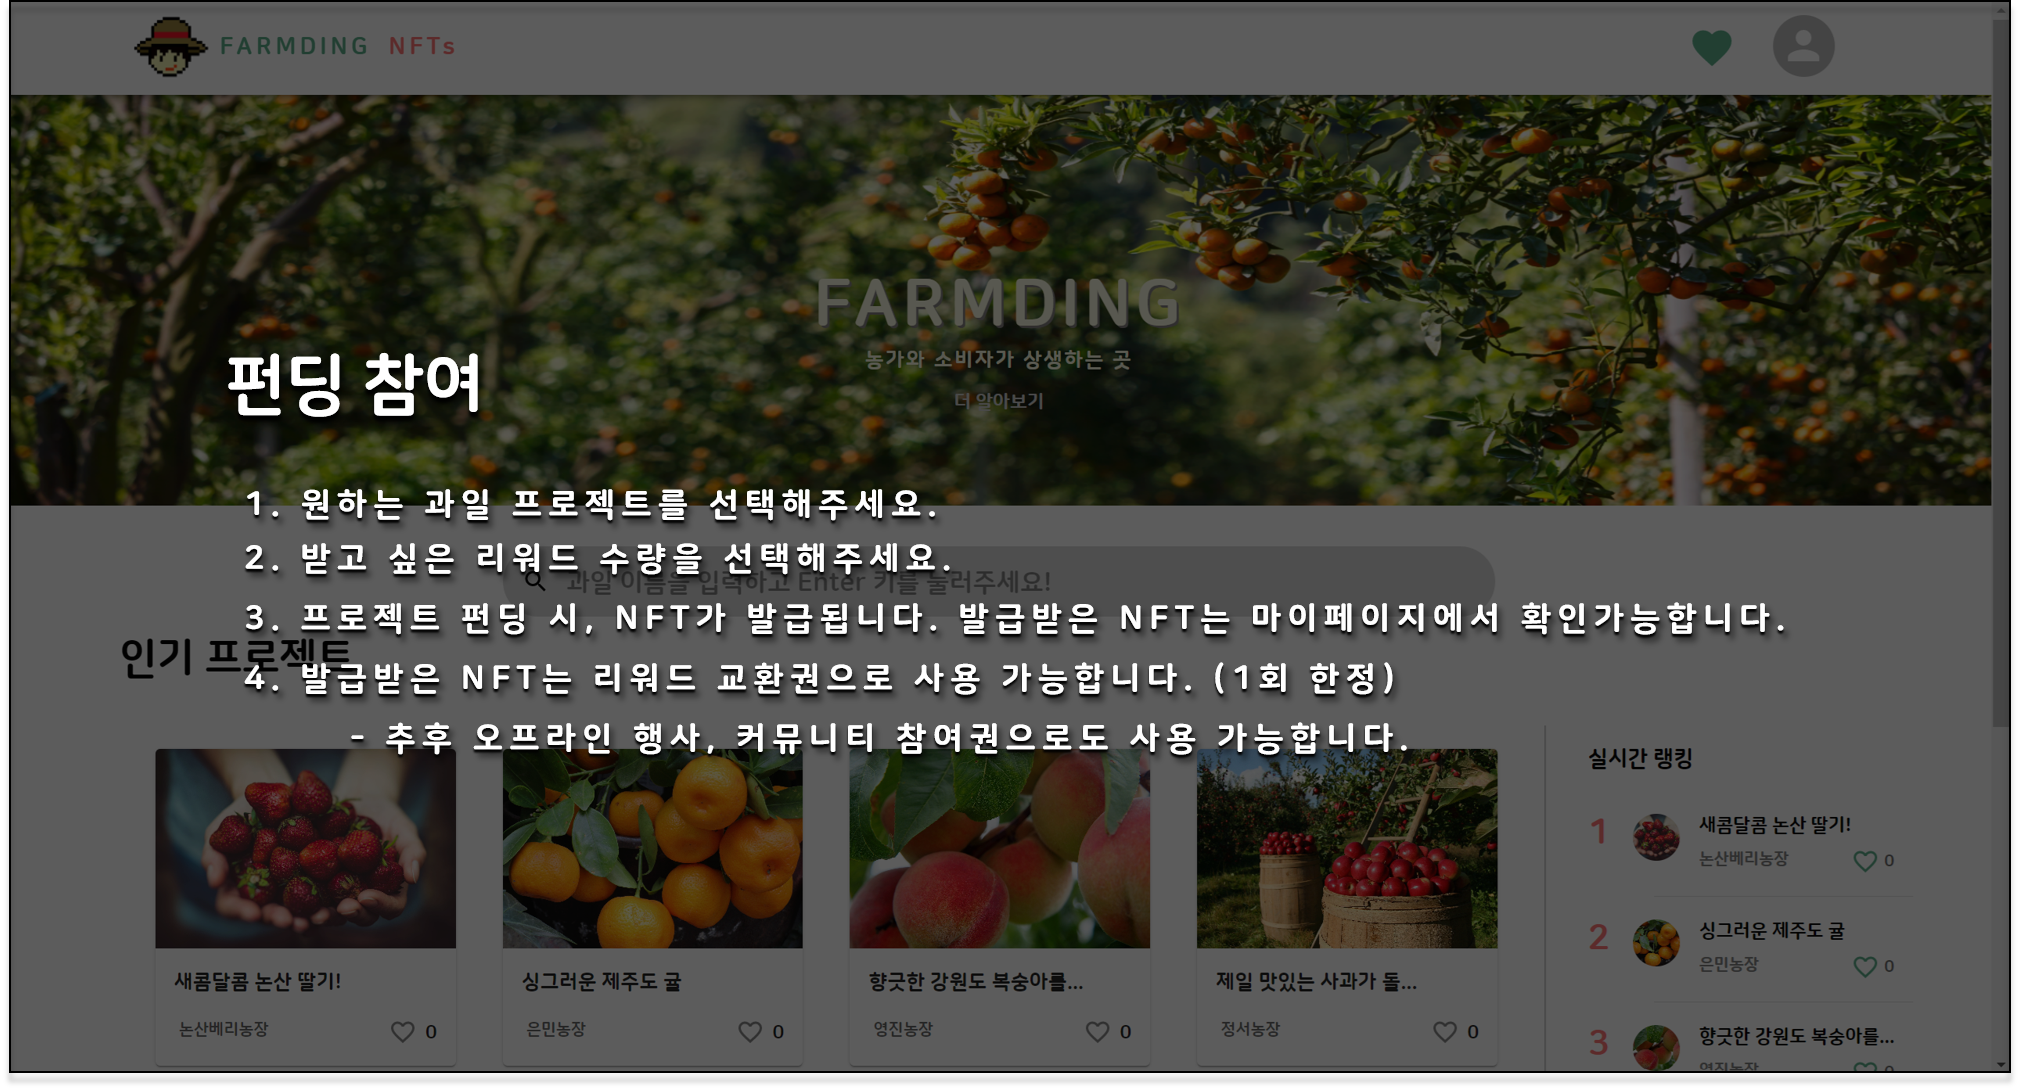 FARMDING NFTs
FARMDING
농가와 소비자가 상생하는 곳
더 알아보기
펀딩 참여
1. 원하는 과일 프로젝트를 선택해주세요.
2. 받고 싶은 리워드 수량을 선택해주세요.
과일 이름을 입력하고 Enter 키를 눌러주세요!
3. 프로젝트 펀딩 시, NFT가 발급됩니다. 발급받은 NFT는 마이페이지에서 확인가능합니다.
인기 프로젝트
4. 발급받은 NFT는 리워드 교환권으로 사용 가능합니다. (1회 한정)
- 추후 오프라인 행사, 커뮤니티 참여권으로도 사용 가능합니다.
새콤달콤 논산 딸기!
논산베리농장 0
싱그러운 제주도 귤
은민농장 0
향긋한 강원도 복숭아를...
영진농장 0
제일 맛있는 사과가 돌...
정서농장 0
실시간 랭킹
1 새콤달콤 논산 딸기!
논산베리농장 0
2 싱그러운 제주도 귤
은민농장 0
3 향긋한 강원도 복숭아를...
영진농장 0